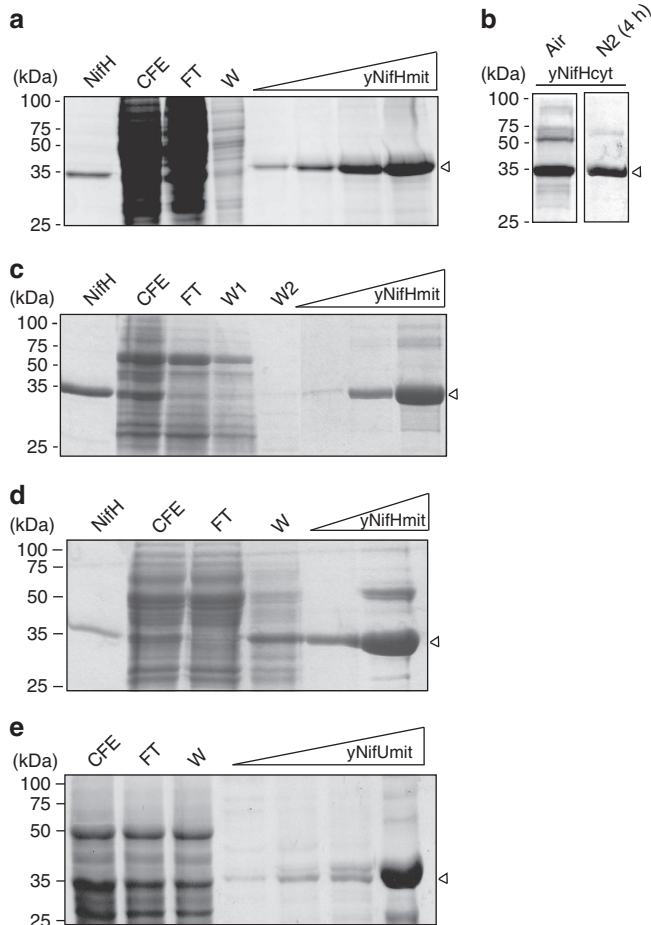 a
(kDa) NifH CFE FT W yNifHmit
100 -
75 -
50 -
35 -
25 -
b
(kDa) Air N2 (4 h)
yNifHcyt
100 -
75 -
50 -
35 -
25 -
c
(kDa) NifH CFE FT W1 W2 yNifHmit
100 -
75 -
50 -
35 -
25 -
d
(kDa) NifH CFE FT W yNifHmit
100 –
75 –
50 –
35 –
25 –
e
(kDa) CFE FT W yNifUmit
100 –
75 –
50 –
35 –
25 –